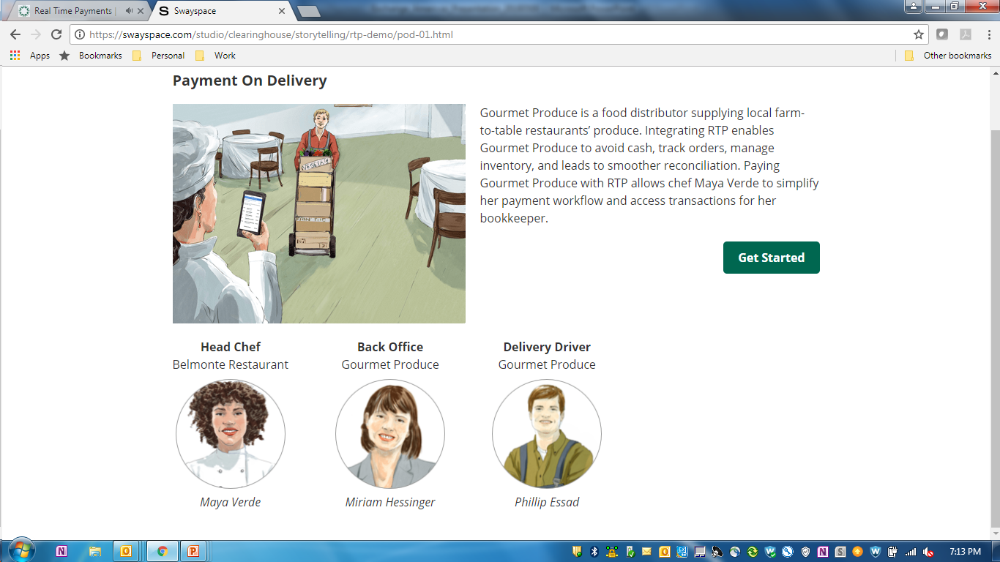 Real Time Payments
Swayspace
https://swayspace.com/studio/clearinghouse/storytelling/rtp-demo/pod-01.html
Apps
Bookmarks
Personal
Work
Other bookmarks
Payment On Delivery
Gourmet Produce is a food distributor supplying local farm-
to-table restaurants’ produce. Integrating RTP enables
Gourmet Produce to avoid cash, track orders, manage
inventory, and leads to smoother reconciliation. Paying
Gourmet Produce with RTP allows chef Maya Verde to simplify
her payment workflow and access transactions for her
bookkeeper.
Get Started
Head Chef
Belmonte Restaurant
Maya Verde
Back Office
Gourmet Produce
Miriam Hessinger
Delivery Driver
Gourmet Produce
Phillip Essad
7:13 PM